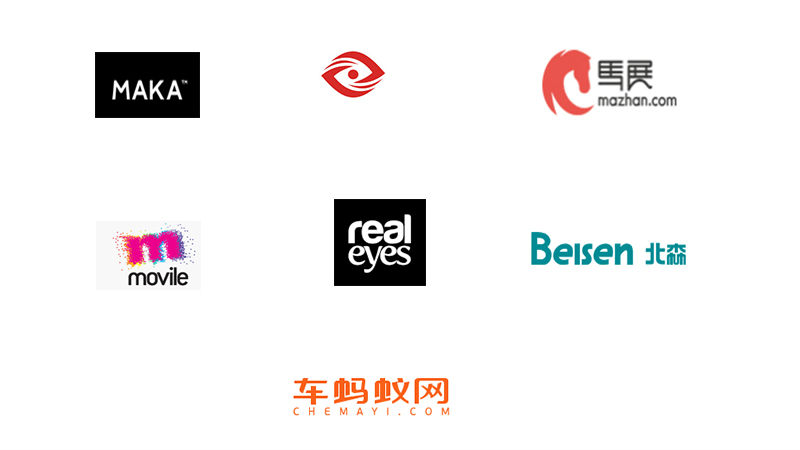 MAKA™
馬展
mazhan.com
m
movile
real
eyes
Beisen 北森
车蚂蚁网
CHEMAYI.COM